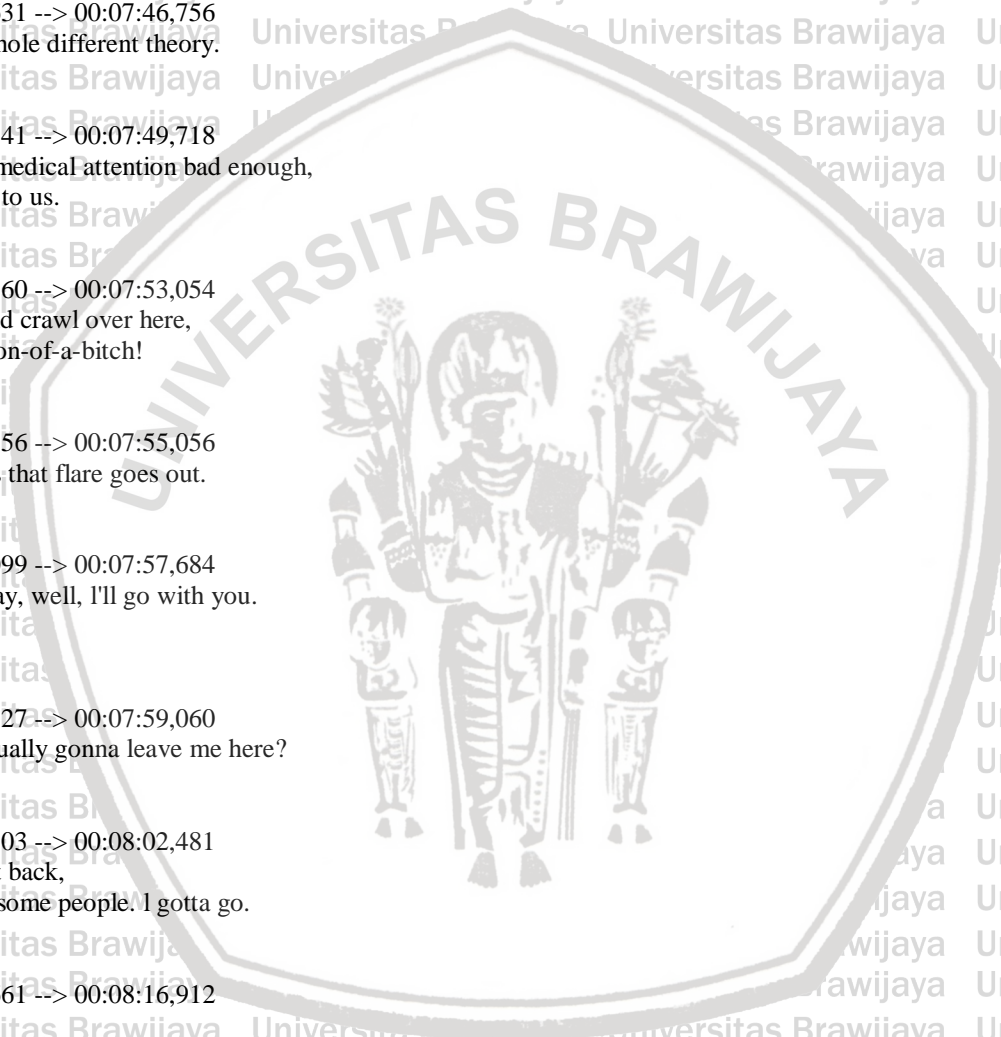 31 --> 00:07:46,756
hole different theory.
41 --> 00:07:49,718
medical attention bad enough,
to us.
60 --> 00:07:53,054
d crawl over here,
on-of-a-bitch!
56 --> 00:07:55,056
s that flare goes out.
99 --> 00:07:57,684
ay, well, l'll go with you.
27 --> 00:07:59,060
ually gonna leave me here?
03 --> 00:08:02,481
t back,
some people. l gotta go.
61 --> 00:08:16,912
UNIVERSITAS BRAWIJAYA
Universitas Brawijaya